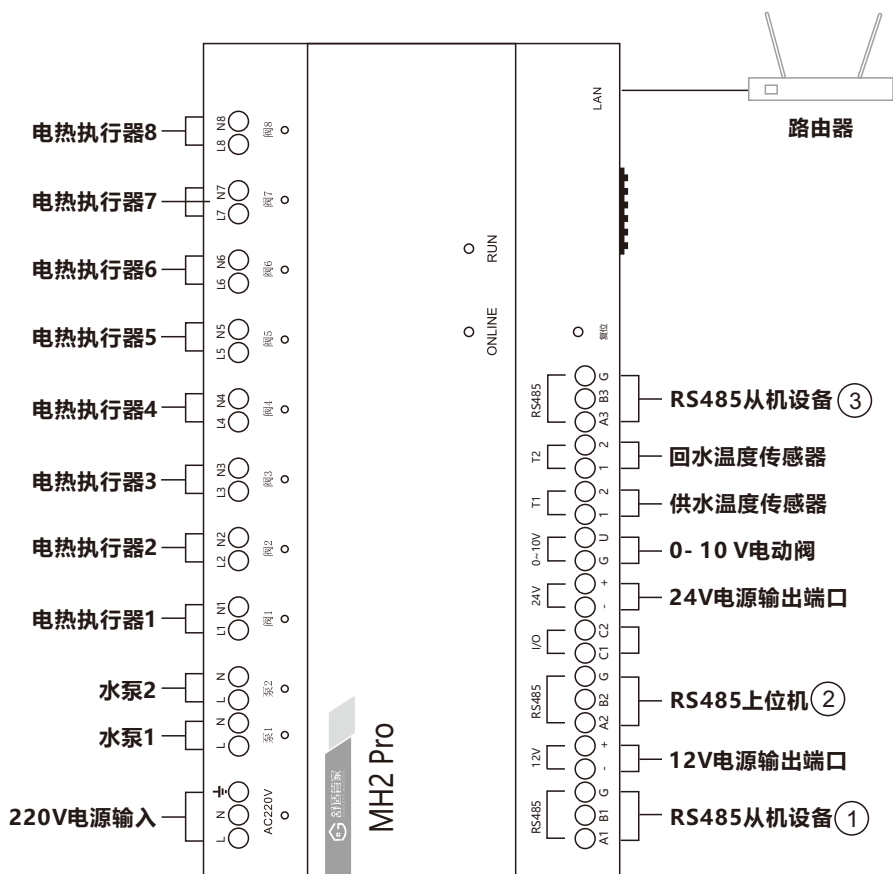 LAN
路由器
电热执行器8
N8
L8
阀8
电热执行器7
N7
L7
阀7
电热执行器6
N6
L6
阀6
电热执行器5
N5
L5
阀5
电热执行器4
N4
L4
阀4
电热执行器3
N3
L3
阀3
电热执行器2
N2
L2
阀2
电热执行器1
N1
L1
阀1
水泵2
N
L
泵2
水泵1
N
L
泵1
220V电源输入
N
L
AC220V
RUN
ONLINE
舒适管家
MH2 Pro
复位
RS485
G
B3
A3
RS485从机设备 3
T2
2
1
回水温度传感器
T1
2
1
供水温度传感器
0~10V
U
G
0- 10 V电动阀
24V
+
-
24V电源输出端口
I/O
C2
C1
RS485
G
B2
A2
RS485上位机 2
12V
+
-
12V电源输出端口
RS485
G
B1
A1
RS485从机设备 1